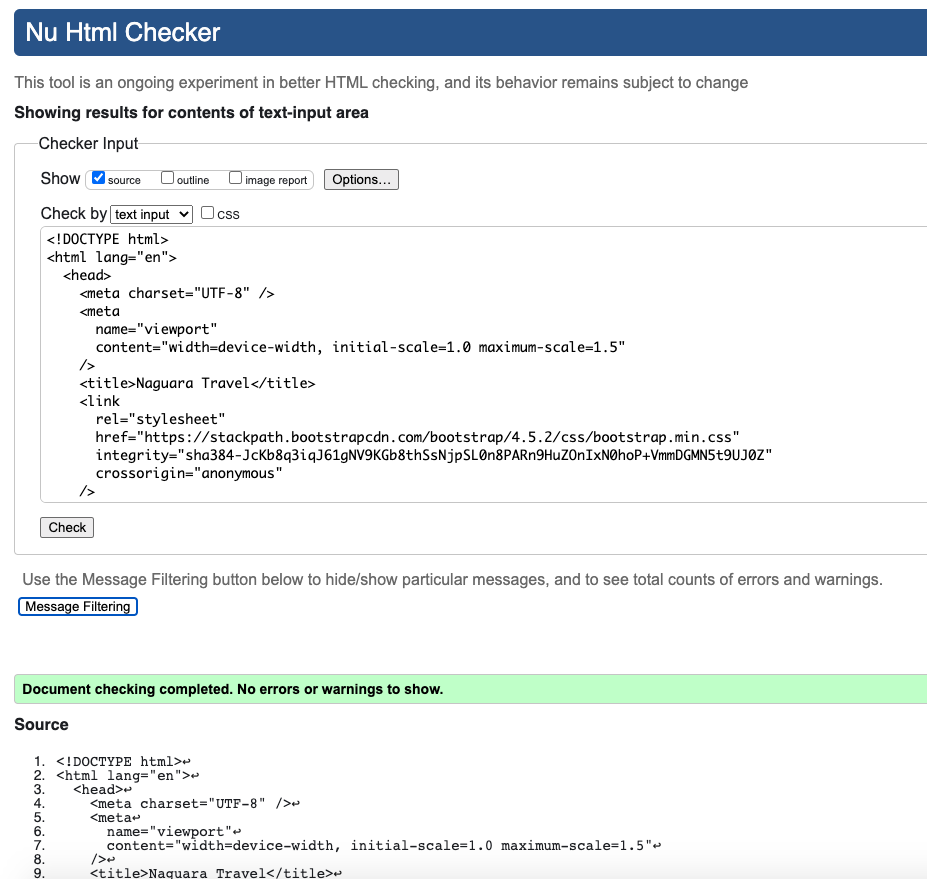 Nu Html Checker
This tool is an ongoing experiment in better HTML checking, and its behavior remains subject to change
Showing results for contents of text-input area
Checker Input
Show source outline image report Options...
Check by text input css
<!DOCTYPE html>
<html lang="en">
  <head>
    <meta charset="UTF-8" />
    <meta
      name="viewport"
      content="width=device-width, initial-scale=1.0 maximum-scale=1.5"
    />
    <title>Naguara Travel</title>
    <link
      rel="stylesheet"
      href="https://stackpath.bootstrapcdn.com/bootstrap/4.5.2/css/bootstrap.min.css"
      integrity="sha384-JcKb8q3iqJ61gNV9KGb8thSsNjpSL0n8PARn9HuZOnIxN0hoP+VmmDGMN5t9UJ0Z"
      crossorigin="anonymous"
    />
Check
Use the Message Filtering button below to hide/show particular messages, and to see total counts of errors and warnings.
Message Filtering
Document checking completed. No errors or warnings to show.
Source
1. <!DOCTYPE html>↩
2. <html lang="en">↩
3.   <head>↩
4.     <meta charset="UTF-8" />↩
5.     <meta↩
6.       name="viewport"↩
7.       content="width=device-width, initial-scale=1.0 maximum-scale=1.5"↩
8.     />↩
9.     <title>Naguara Travel</title>↩